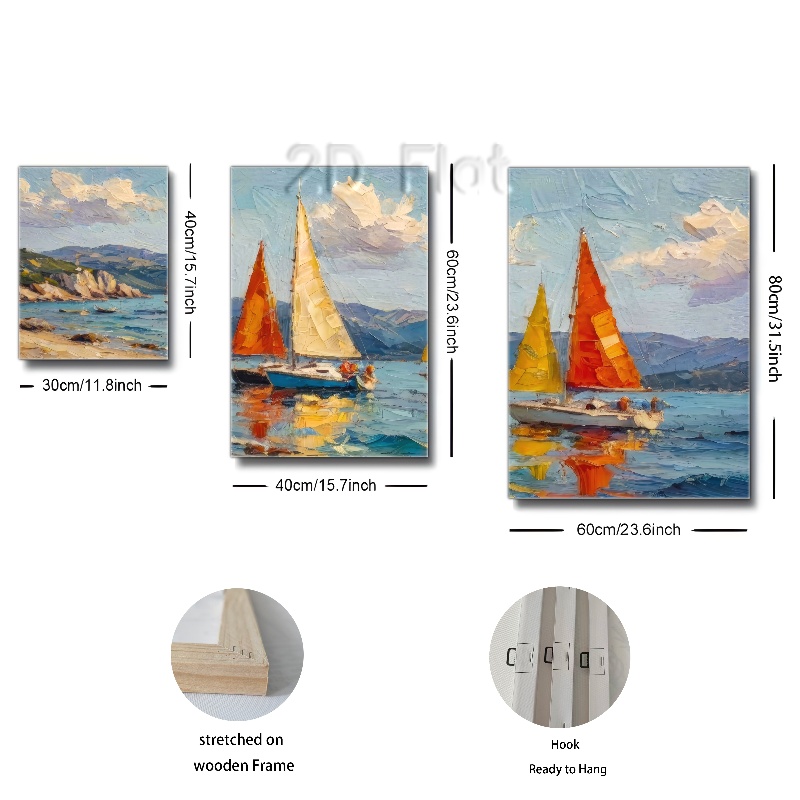 2D Flat
40cm/15.7inch
30cm/11.8inch
60cm/23.6inch
40cm/15.7inch
80cm/31.5inch
60cm/23.6inch
stretched on
wooden Frame
Hook
Ready to Hang